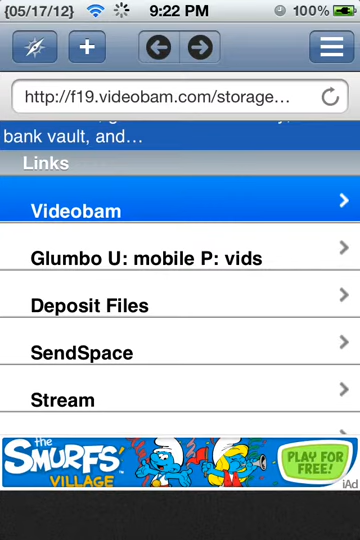 {05/17/12}
9:22 PM
100%
http://f19.videobam.com/storage...
bank vault, and...
Links
Videobam
Glumbo U: mobile P: vids
Deposit Files
SendSpace
Stream
the
SMURFS'
VILLAGE
PLAY FOR
FREE!
iAd